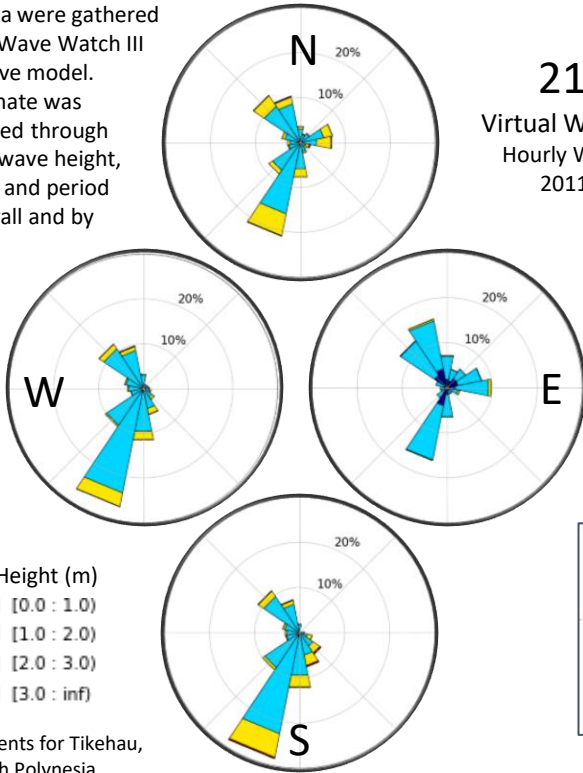 a were gathered
Wave Watch III
ve model.
nate was
ed through
wave height,
and period
all and by
N
20%
10%
21
Virtual W
Hourly W
2011
W
20%
10%
E
20%
10%
S
20%
10%
Height (m)
[0.0 : 1.0)
[1.0 : 2.0)
[2.0 : 3.0)
[3.0 : inf)
ents for Tikehau,
h Polynesia